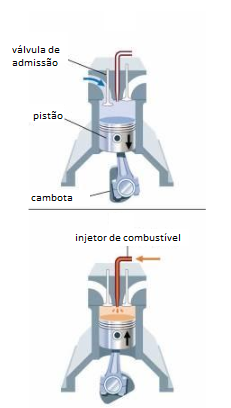 válvula de
admissão
pistão
cambota
injetor de combustível